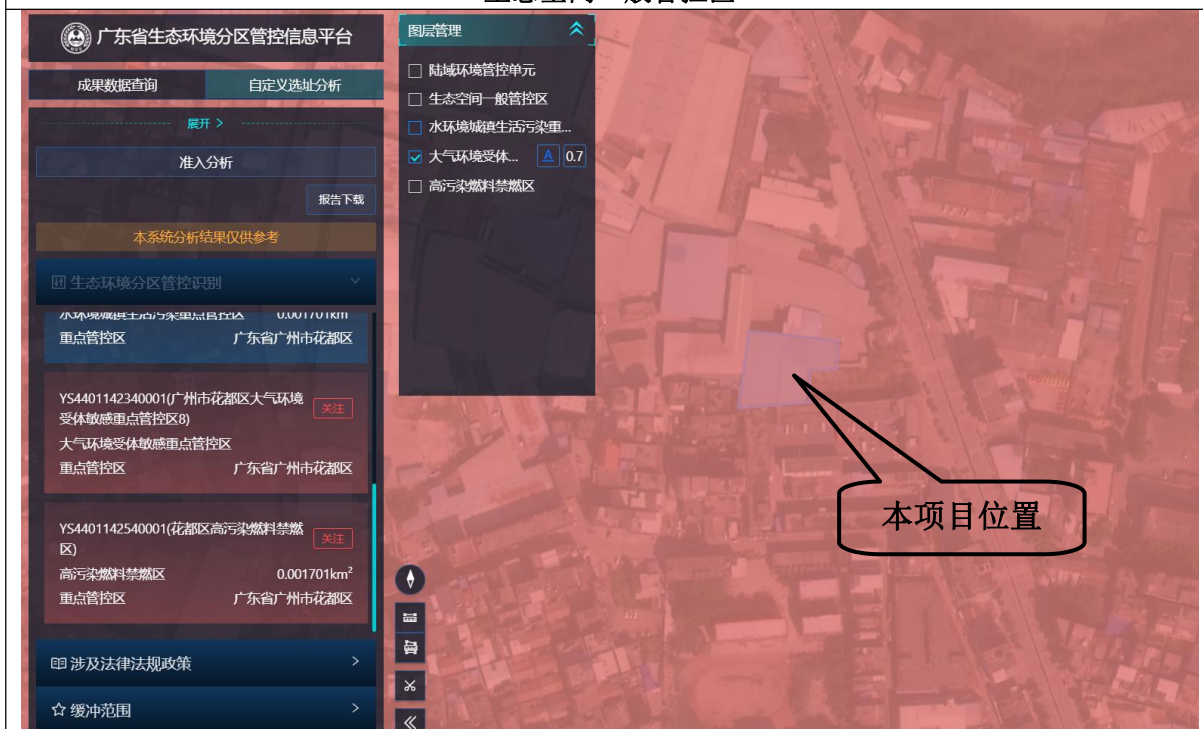 广东省生态环境分区管控信息平台
成果数据查询 自定义选址分析
展开 >
准入分析
报告下载
本系统分析结果仅供参考
生态环境分区管控识别
重点管控区 广东省广州市花都区
YS4401142340001(广州市花都区大气环境
受体敏感重点管控区8)
关注
大气环境受体敏感重点管控区
重点管控区 广东省广州市花都区
YS4401142540001(花都区高污染燃料禁燃
区)
关注
高污染燃料禁燃区 0.001701km²
重点管控区 广东省广州市花都区
涉及法律法规政策
缓冲范围
图层管理
陆域环境管控单元
生态空间一般管控区
水环境城镇生活污染重...
大气环境受体... A 0.7
高污染燃料禁燃区
本项目位置